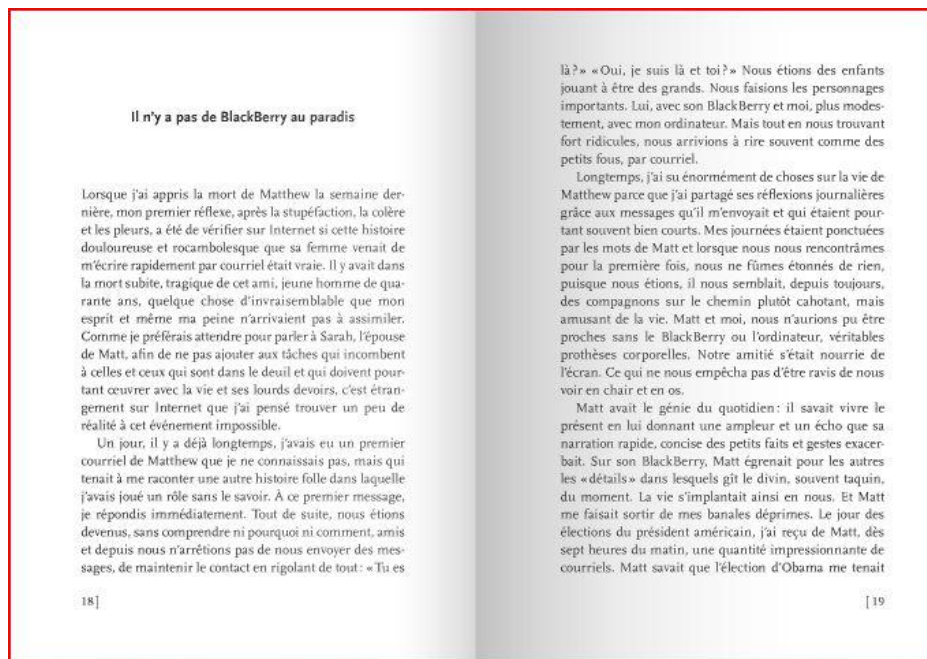 Il n'y a pas de BlackBerry au paradis
Lorsque j'ai appris la mort de Matthew la semaine der-
nière, mon premier réflexe, après la stupéfaction, la colère
et les pleurs, a été de vérifier sur Internet si cette histoire
douloureuse et rocambolesque que sa femme venait de
m'écrire rapidement par courriel était vraie. Il y avait dans
la mort subite, tragique de cet ami, jeune homme de qua-
rante ans, quelque chose d'invraisemblable que mon
esprit et même ma peine n'arrivaient pas à assimiler.
Comme je préférais attendre pour parler à Sarah, l'épouse
de Matt, afin de ne pas ajouter aux tâches qui incombent
à celles et ceux qui sont dans le deuil et qui doivent pour-
tant œuvrer avec la vie et ses lourds devoirs, c'est étran-
gement sur Internet que j'ai pensé trouver un peu de
réalité à cet événement impossible.
Un jour, il y a déjà longtemps, j'avais eu un premier
courriel de Matthew que je ne connaissais pas, mais qui
tenait à me raconter une autre histoire folle dans laquelle
j'avais joué un rôle sans le savoir. À ce premier message,
je répondis immédiatement. Tout de suite, nous étions
devenus, sans comprendre ni pourquoi ni comment, amis
et depuis nous n'arrêtions pas de nous envoyer des mes-
sages, de maintenir le contact en rigolant de tout : « Tu es
18]
là ? » « Oui, je suis là et toi ? » Nous étions des enfants
jouant à être des grands. Nous faisions les personnages
importants. Lui, avec son BlackBerry et moi, plus modes-
tement, avec mon ordinateur. Mais tout en nous trouvant
fort ridicules, nous arrivions à rire souvent comme des
petits fous, par courriel.
Longtemps, j'ai su énormément de choses sur la vie de
Matthew parce que j'ai partagé ses réflexions journalières
grâce aux messages qu'il m'envoyait et qui étaient pour-
tant souvent bien courts. Mes journées étaient ponctuées
par les mots de Matt et lorsque nous nous rencontrâmes
pour la première fois, nous ne fûmes étonnés de rien,
puisque nous étions, il nous semblait, depuis toujours,
des compagnons sur le chemin plutôt cahotant, mais
amusant de la vie. Matt et moi, nous n'aurions pu être
proches sans le BlackBerry ou l'ordinateur, véritables
prothèses corporelles. Notre amitié s'était nourrie de
l'écran. Ce qui ne nous empêcha pas d'être ravis de nous
voir en chair et en os.
Matt avait le génie du quotidien : il savait vivre le
présent en lui donnant une ampleur et un écho que sa
narration rapide, concise des petits faits et gestes exacer-
bait. Sur son BlackBerry, Matt égrenait pour les autres
les « détails » dans lesquels gît le divin, souvent taquin,
du moment. La vie s'implantait ainsi en nous. Et Matt
me faisait sortir de mes banales déprimes. Le jour des
élections du président américain, j'ai reçu de Matt, dès
sept heures du matin, une quantité impressionnante de
courriels. Matt savait que l'élection d'Obama me tenait
[ 19